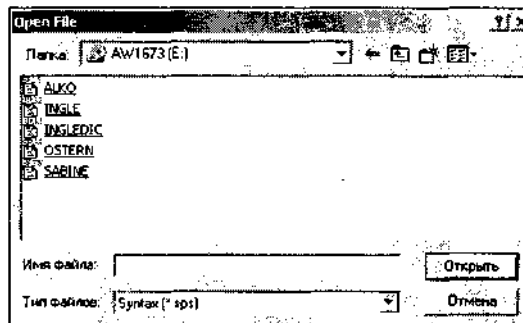 Open File
Папка: AW1673 (E:)
ALKO
INGLE
INGLEDIC
OSTERN
SABINE
Имя файла: Открыть
Тип файлов: Syntax (*.sps) Отмена